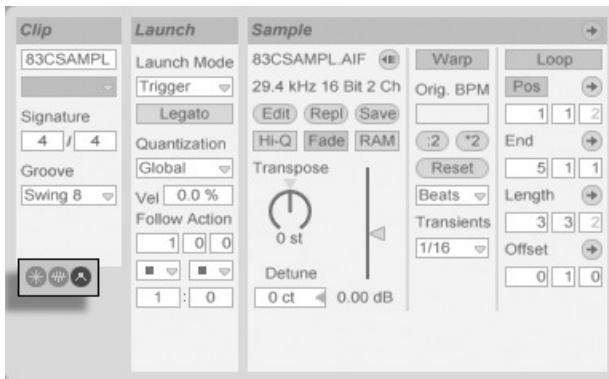 Clip
83CSAMPL
Signature
4 / 4
Groove
Swing 8
Launch
Launch Mode
Trigger
Legato
Quantization
Global
Vel 0.0 %
Follow Action
1 0 0
1 : 0
Sample
83CSAMPL.AIF
29.4 kHz 16 Bit 2 Ch
Edit Repl Save
Hi-Q Fade RAM
Transpose
0 st
Detune
0 ct 0.00 dB
Warp
Orig. BPM
:2 *2
Reset
Beats
Transients
1/16
Loop
Pos
1 1 2
End
5 1 1
Length
3 3 2
Offset
0 1 0